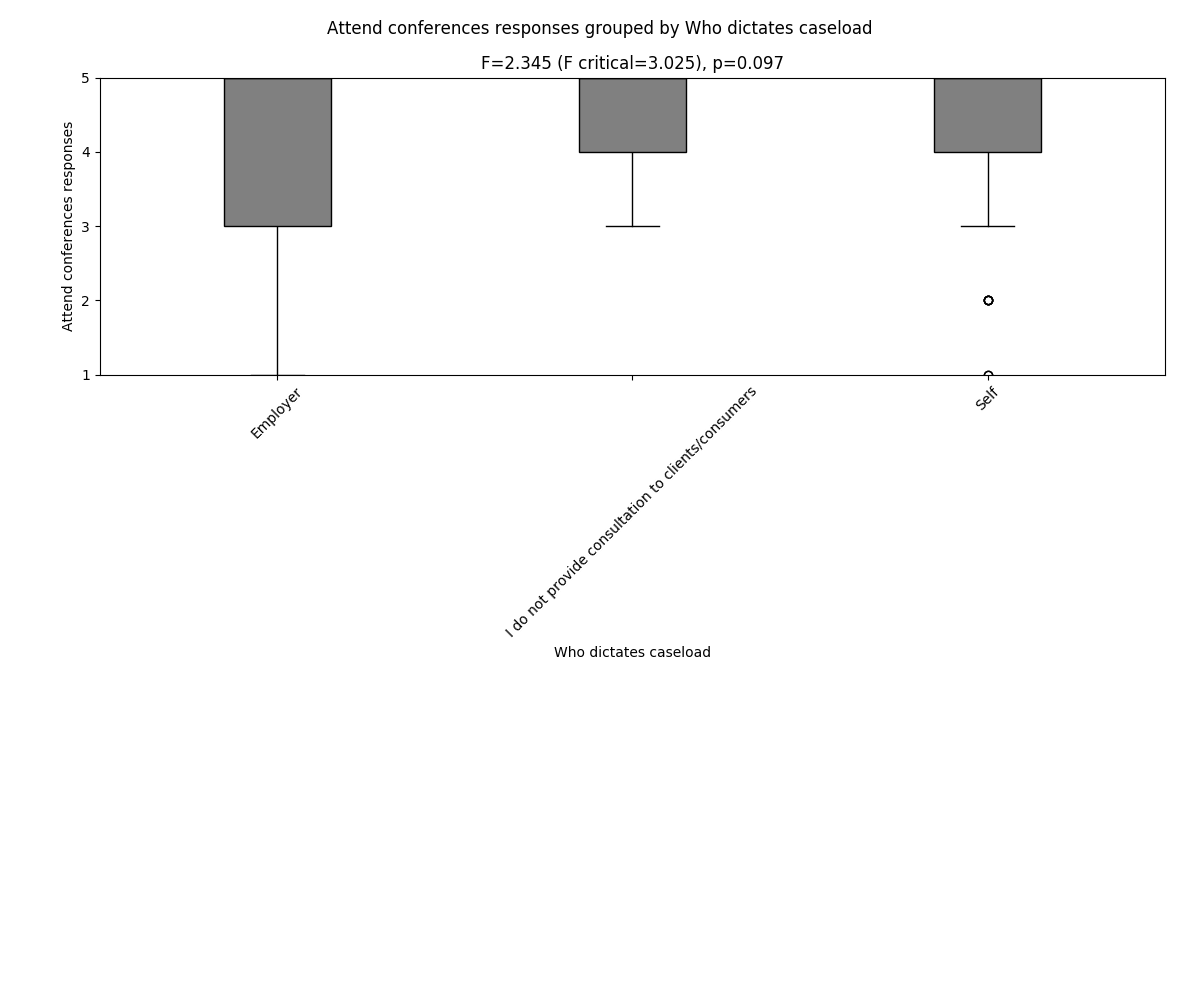 Attend conferences responses grouped by Who dictates caseload
F=2.345 (F critical=3.025), p=0.097
Attend conferences responses
5
4
3
2
1
Employer
I do not provide consultation to clients/consumers
Self
Who dictates caseload